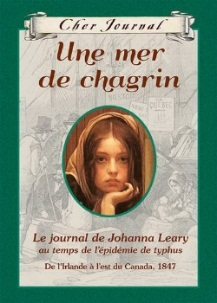 Cher Journal
Une mer
de chagrin
Le journal de Johanna Leary
au temps de l'épidémie de typhus
De l'Irlande à l'est du Canada, 1847